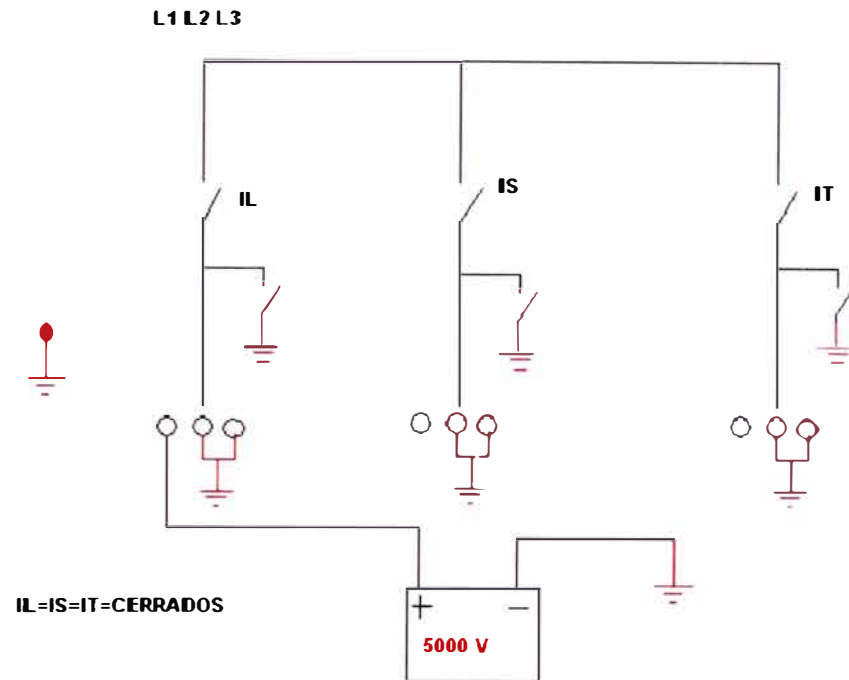 L1 L2 L3
IL
IS
IT
IL=IS=IT=CERRADOS
+ −
5000 V